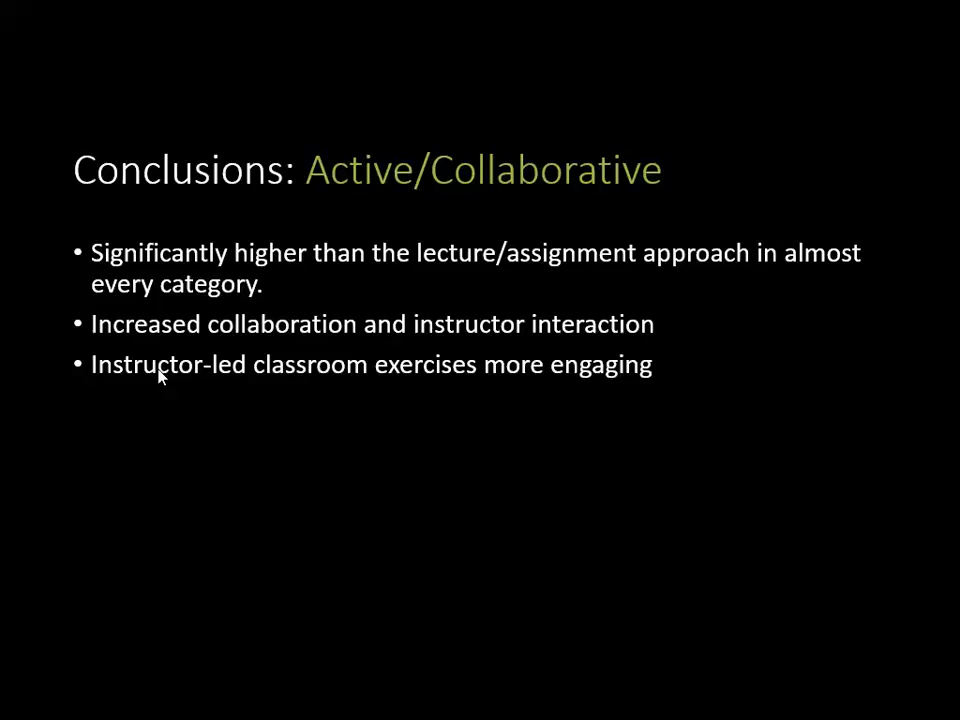 Conclusions: Active/Collaborative
• Significantly higher than the lecture/assignment approach in almost
every category.
• Increased collaboration and instructor interaction
• Instructor-led classroom exercises more engaging